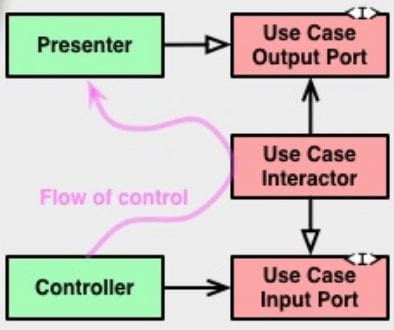 <I>
Presenter
Use Case
Output Port
Use Case
Interactor
Flow of control
<I>
Controller
Use Case
Input Port